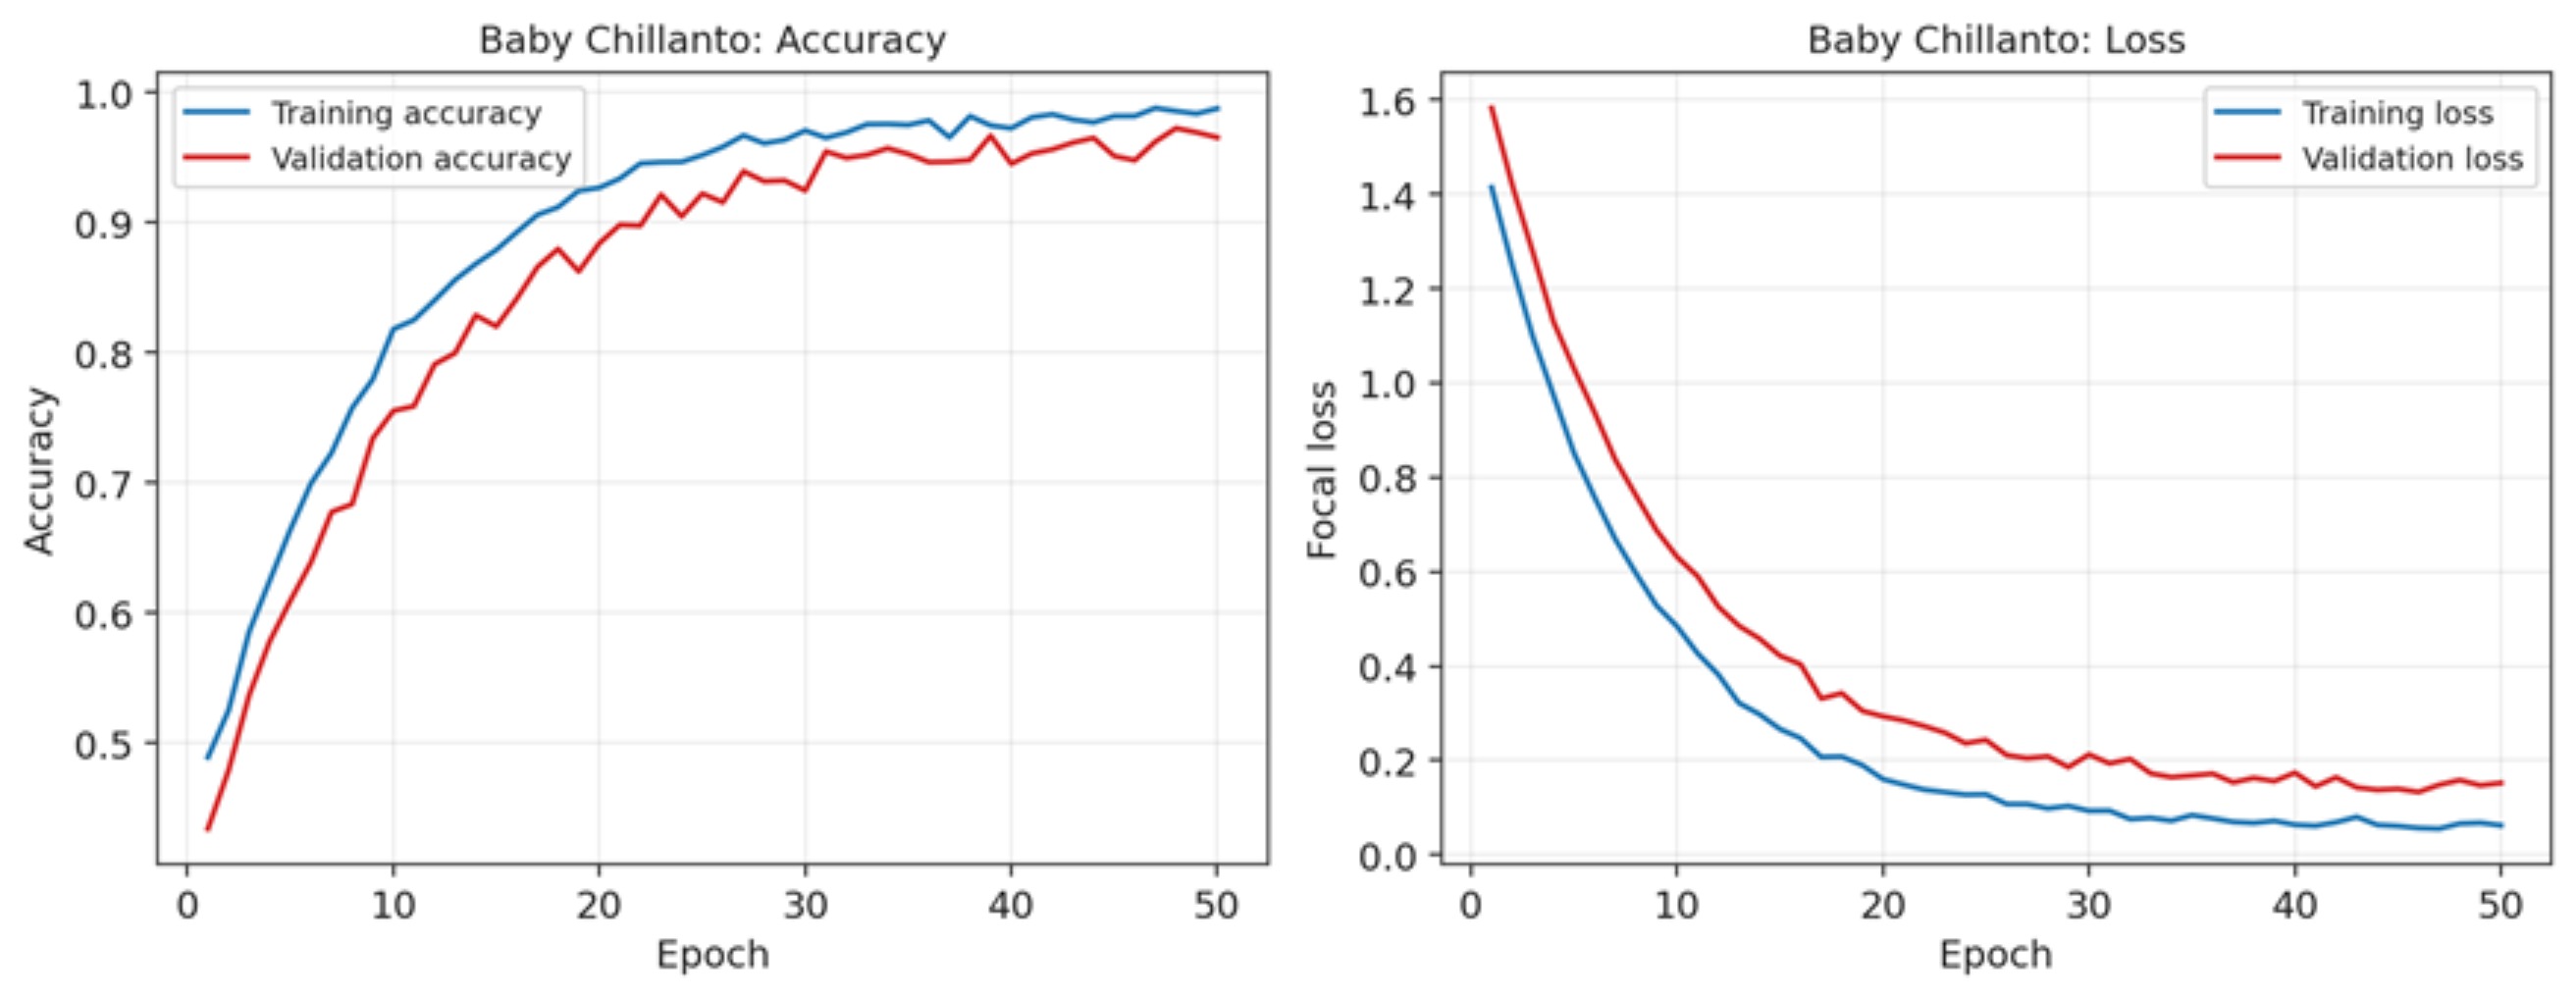 Baby Chillanto: Accuracy
Training accuracy
Validation accuracy
1.0
0.9
0.8
0.7
0.6
0.5
Accuracy
0 10 20 30 40 50
Epoch
Baby Chillanto: Loss
Training loss
Validation loss
1.6
1.4
1.2
1.0
0.8
0.6
0.4
0.2
0.0
Focal loss
0 10 20 30 40 50
Epoch